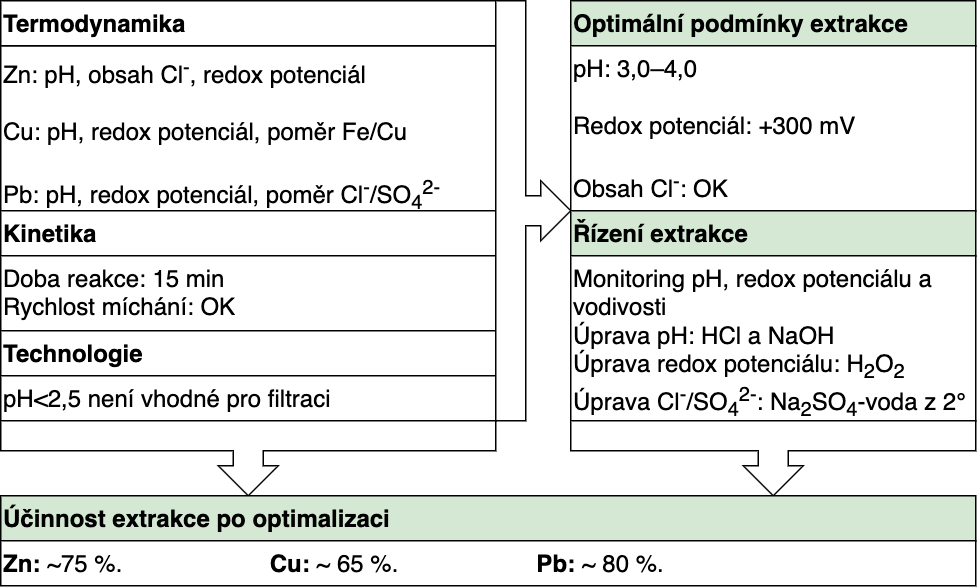 Termodynamika
Zn: pH, obsah Cl⁻, redox potenciál
Cu: pH, redox potenciál, poměr Fe/Cu
Pb: pH, redox potenciál, poměr Cl⁻/SO₄²⁻
Kinetika
Doba reakce: 15 min
Rychlost míchání: OK
Technologie
pH<2,5 není vhodné pro filtraci
Optimální podmínky extrakce
pH: 3,0–4,0
Redox potenciál: +300 mV
Obsah Cl⁻: OK
Řízení extrakce
Monitoring pH, redox potenciálu a
vodivosti
Úprava pH: HCl a NaOH
Úprava redox potenciálu: H₂O₂
Úprava Cl⁻/SO₄²⁻: Na₂SO₄-voda z 2°
Účinnost extrakce po optimalizaci
Zn: ~75 %. Cu: ~ 65 %. Pb: ~ 80 %.